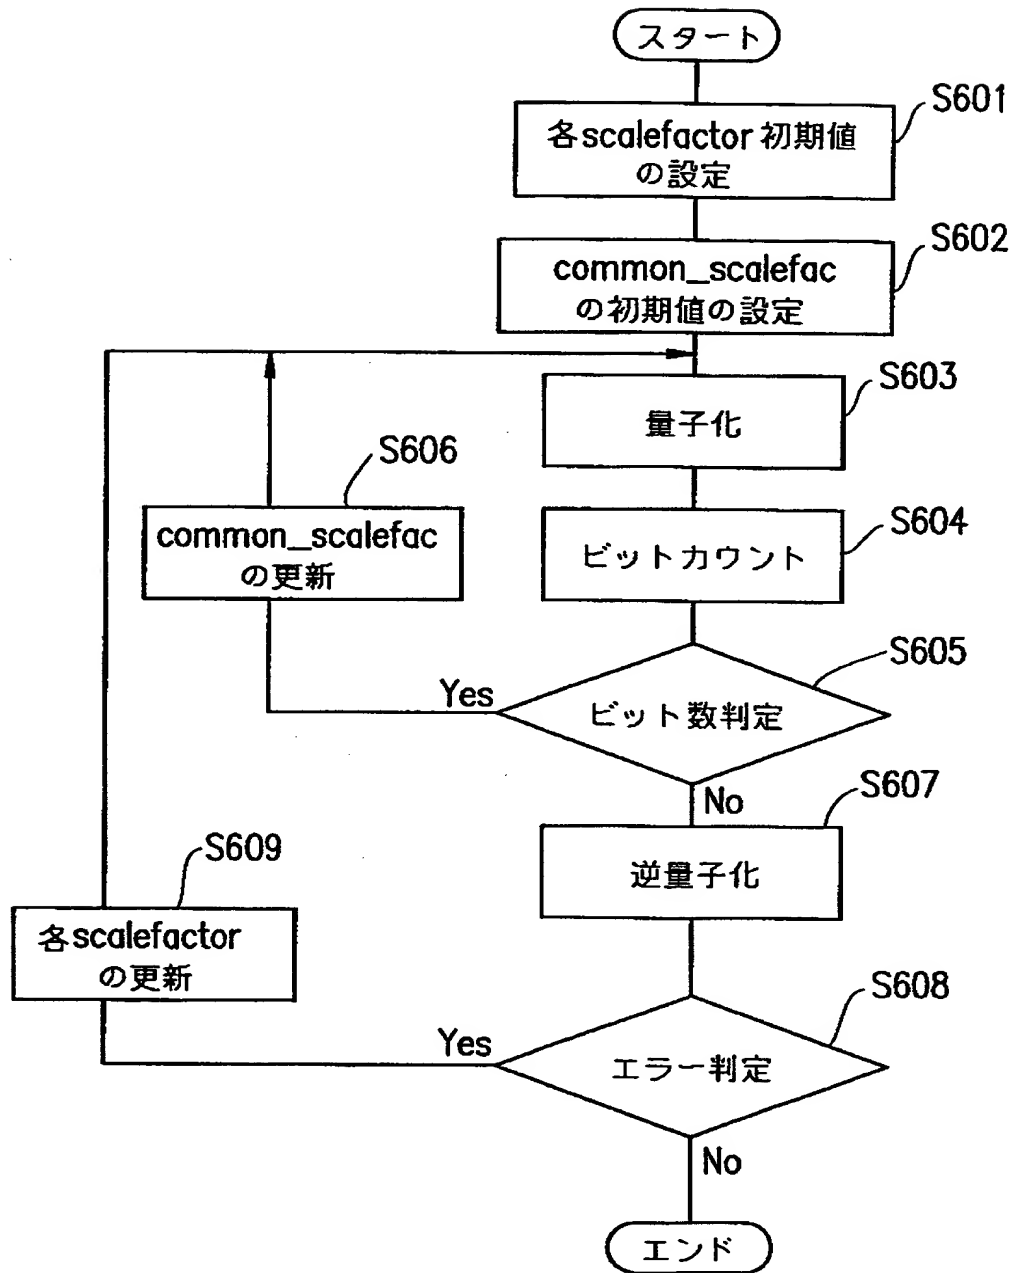 スタート
S601
各scalefactor 初期値
の設定
S602
common_scalefac
の初期値の設定
S603
量子化
S606
common_scalefac
の更新
S604
ビットカウント
S605
Yes
ビット数判定
No
S607
逆量子化
S609
各scalefactor
の更新
S608
Yes
エラー判定
No
エンド